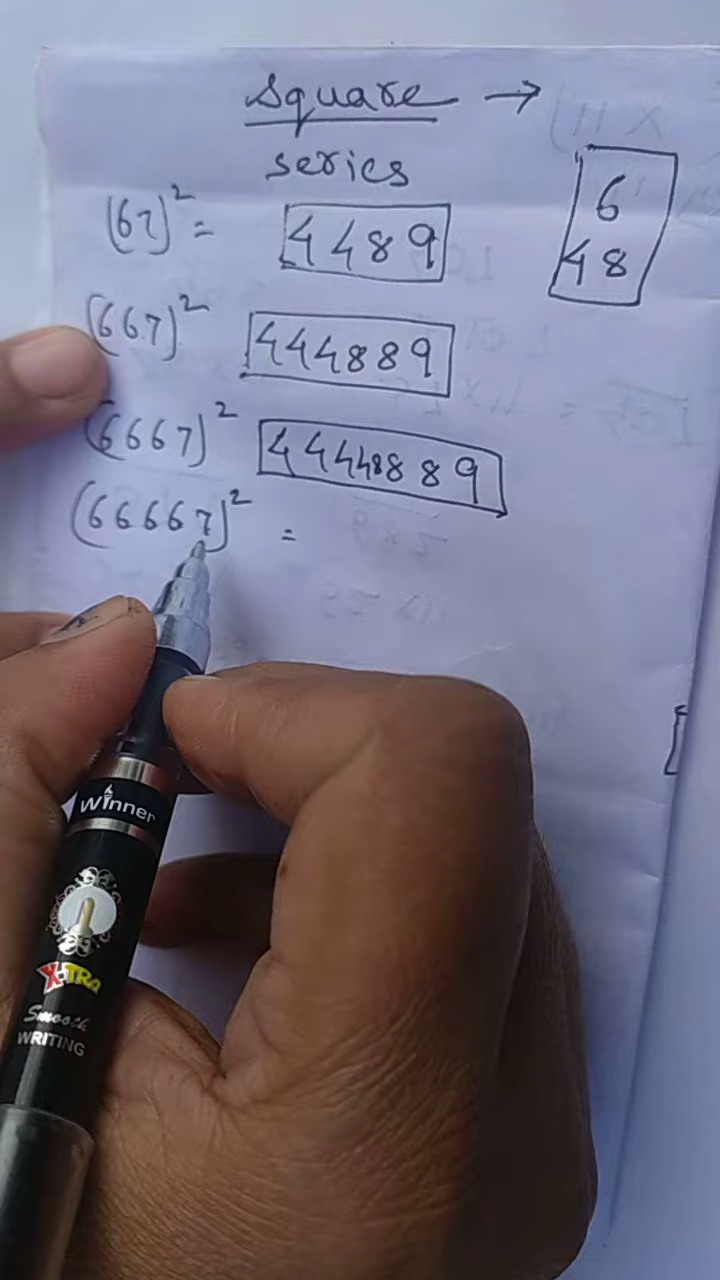 Square →
series
6
48
(67)² = 4489
(667)² 444889
(6667)² 44448889
(66667)² =
Winner
X-TRA
Smooth
WRITING